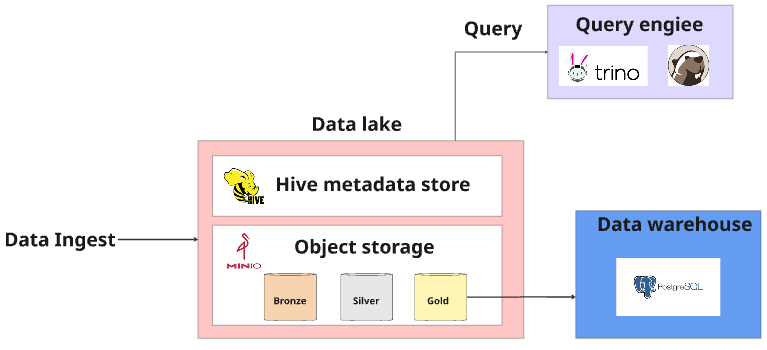 Query
Query engiee
trino
Data lake
Hive metadata store
HIVE
Data Ingest
Object storage
MINIO
Bronze
Silver
Gold
Data warehouse
PostgreSQL